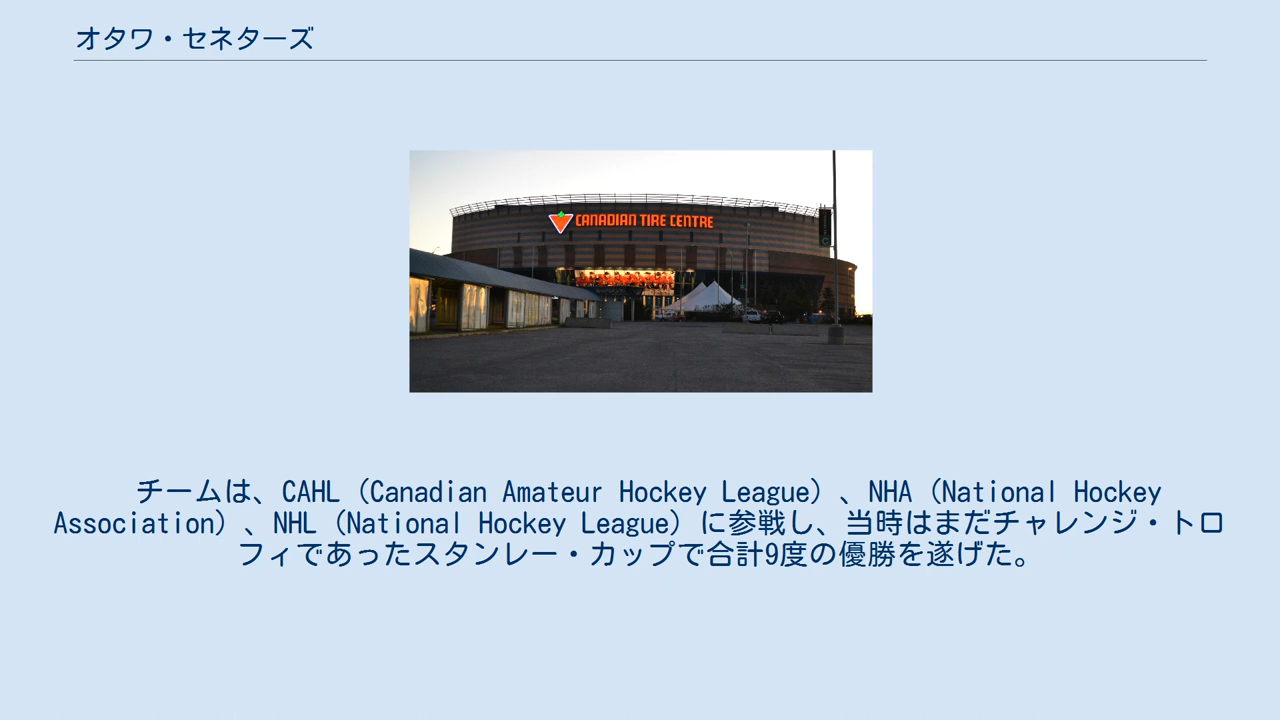 オタワ・セネターズ
CANADIAN TIRE CENTRE
チームは、CAHL（Canadian Amateur Hockey League）、NHA（National Hockey
Association）、NHL（National Hockey League）に参戦し、当時はまだチャレンジ・トロ
フィであったスタンレー・カップで合計9度の優勝を遂げた。